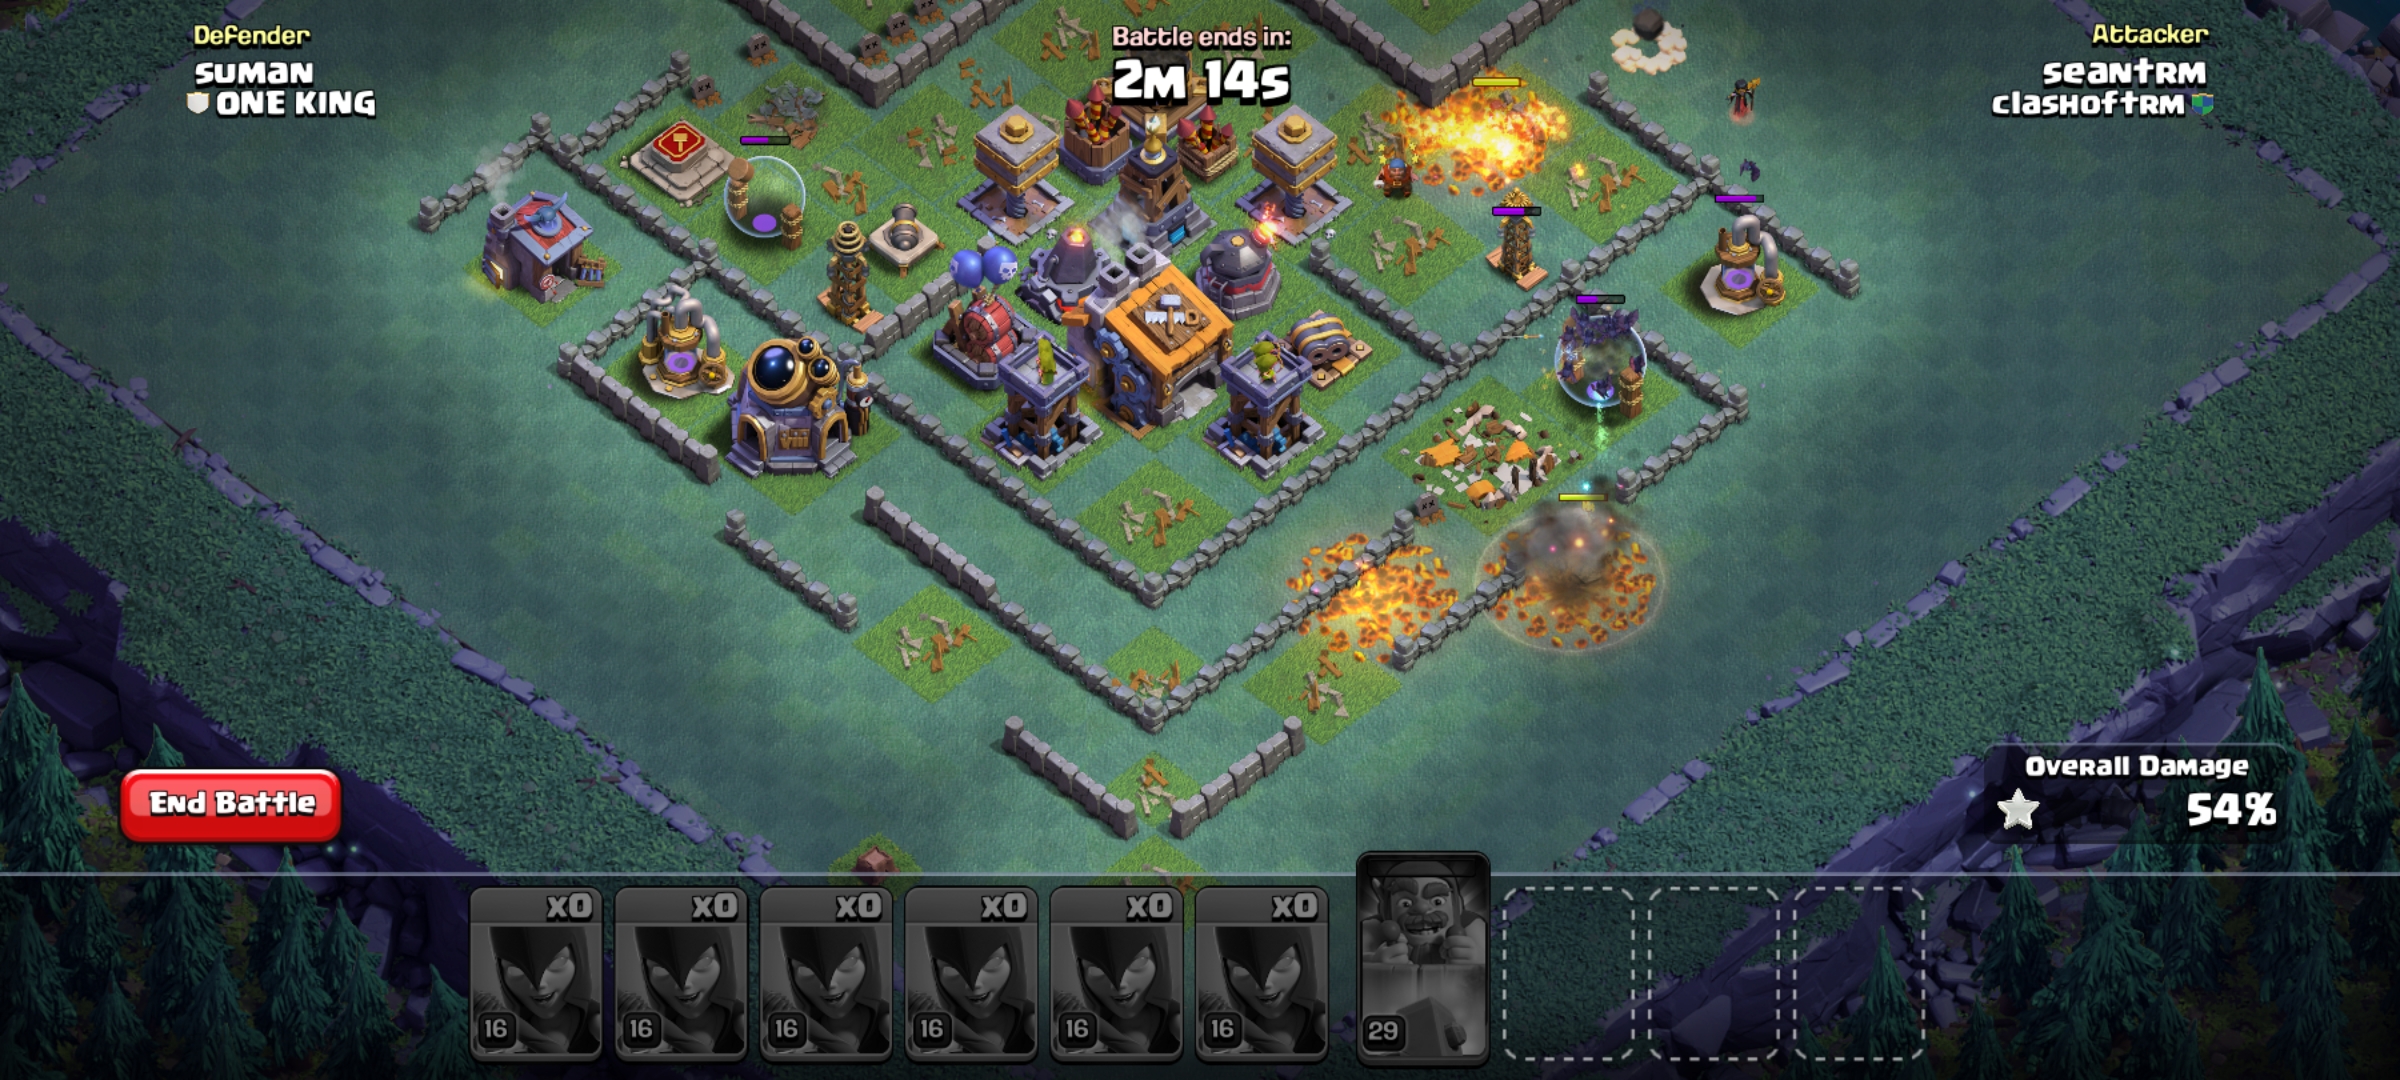 Defender
suman
ONE KING
Battle ends in:
2M 14s
Attacker
seantRM
clashoftRM
VIII
End Battle
Overall Damage
54%
x0
x0
x0
x0
x0
x0
16
16
16
16
16
16
29